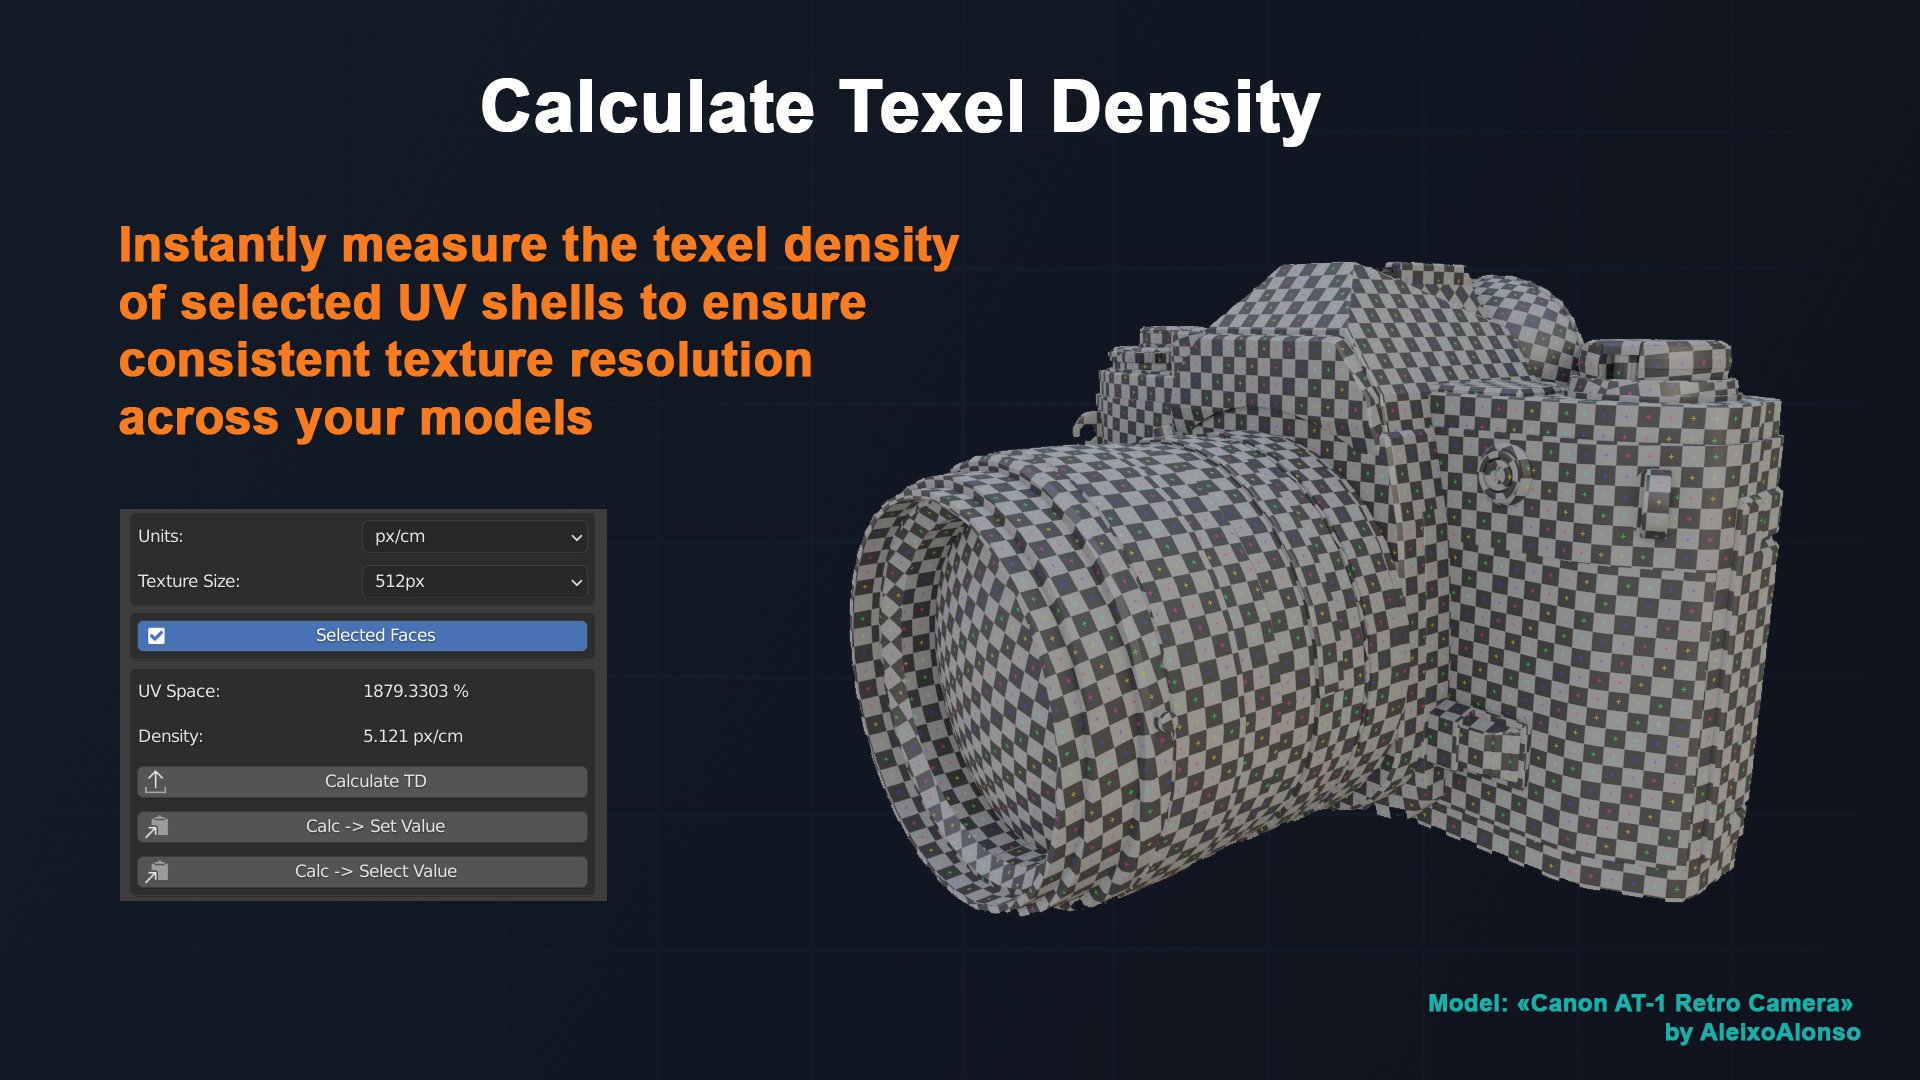 Calculate Texel Density
Instantly measure the texel density
of selected UV shells to ensure
consistent texture resolution
across your models
Units: px/cm
Texture Size: 512px
Selected Faces
UV Space: 1879.3303 %
Density: 5.121 px/cm
Calculate TD
Calc -> Set Value
Calc -> Select Value
Model: «Canon AT-1 Retro Camera»
by AleixoAlonso